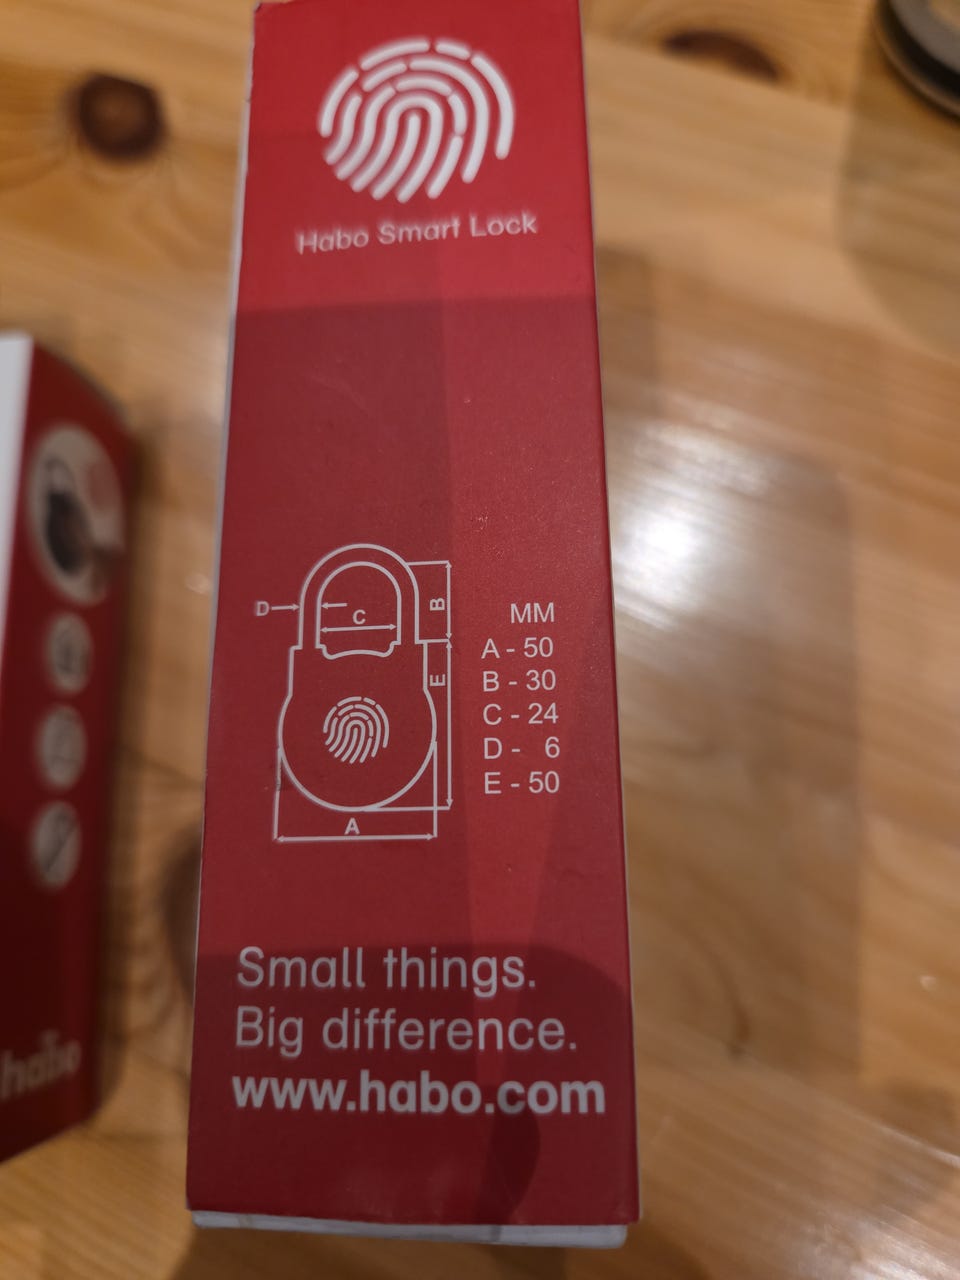 Habo Smart Lock
D
C
B
E
A
MM
A - 50
B - 30
C - 24
D - 6
E - 50
Small things.
Big difference.
www.habo.com
habo